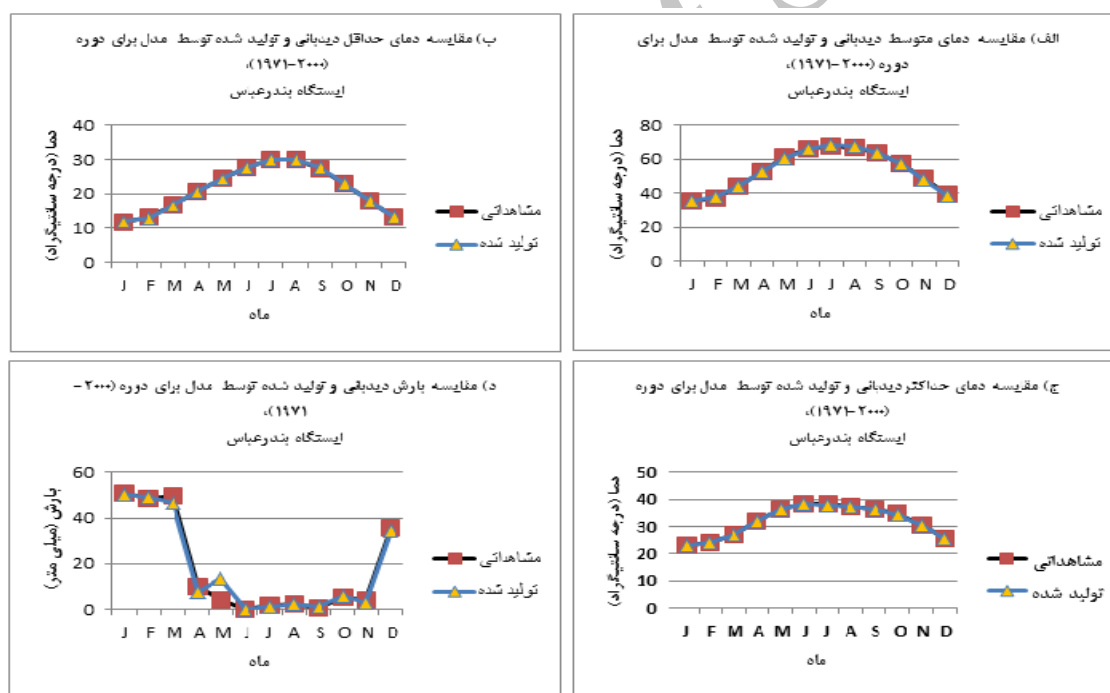 الف) مقایسه دمای متوسط دیدبانی و تولید شده توسط مدل برای
دوره (۲۰۰۰-۱۹۷۱)،
ایستگاه بندرعباس
دما (درجه سانتیگراد)
80
60
40
20
0
J F M A M J J A S O N D
ماه
مشاهداتی
تولید شده
ب) مقایسه دمای حداقل دیدبانی و تولید شده توسط مدل برای دوره
(۲۰۰۰-۱۹۷۱)،
ایستگاه بندرعباس
دما (درجه سانتیگراد)
40
30
20
10
0
J F M A M J J A S O N D
ماه
مشاهداتی
تولید شده
ج) مقیسه دمای حداکثر دیدبانی و تولید شده توسط مدل برای دوره
(۲۰۰۰-۱۹۷۱)،
ایستگاه بندرعباس
دما (درجه سانتیگراد)
50
40
30
20
10
0
J F M A M J J A S O N D
ماه
مشاهداتی
تولید شده
د) مقایسه بارش دیدبانی و تولید شده توسط مدل برای دوره (۲۰۰۰-
۱۹۷۱)،
ایستگاه بندرعباس
بارش (میلی متر)
60
40
20
0
J F M A M J J A S O N D
ماه
مشاهداتی
تولید شده